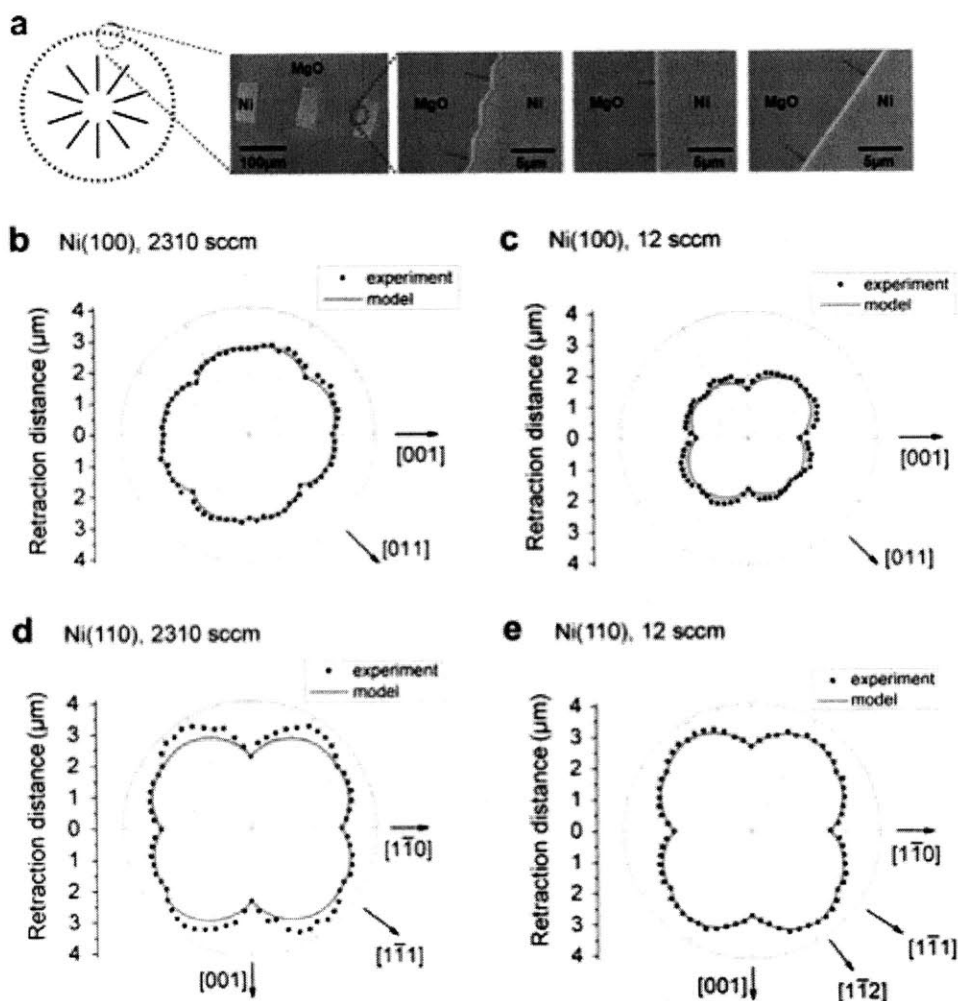 a
MgO
Ni
100μm
MgO Ni
5μm
MgO Ni
5μm
MgO Ni
5μm
b Ni(100), 2310 sccm
experiment
model
Retraction distance (μm)
4
3
2
1
0
1
2
3
4
[001]
[011]
c Ni(100), 12 sccm
experiment
model
Retraction distance (μm)
4
3
2
1
0
1
2
3
4
[001]
[011]
d Ni(110), 2310 sccm
experiment
model
Retraction distance (μm)
4
3
2
1
0
1
2
3
4
[11̅0]
[11̅1]
[001]
e Ni(110), 12 sccm
experiment
model
Retraction distance (μm)
4
3
2
1
0
1
2
3
4
[11̅0]
[11̅1]
[11̅2]
[001]